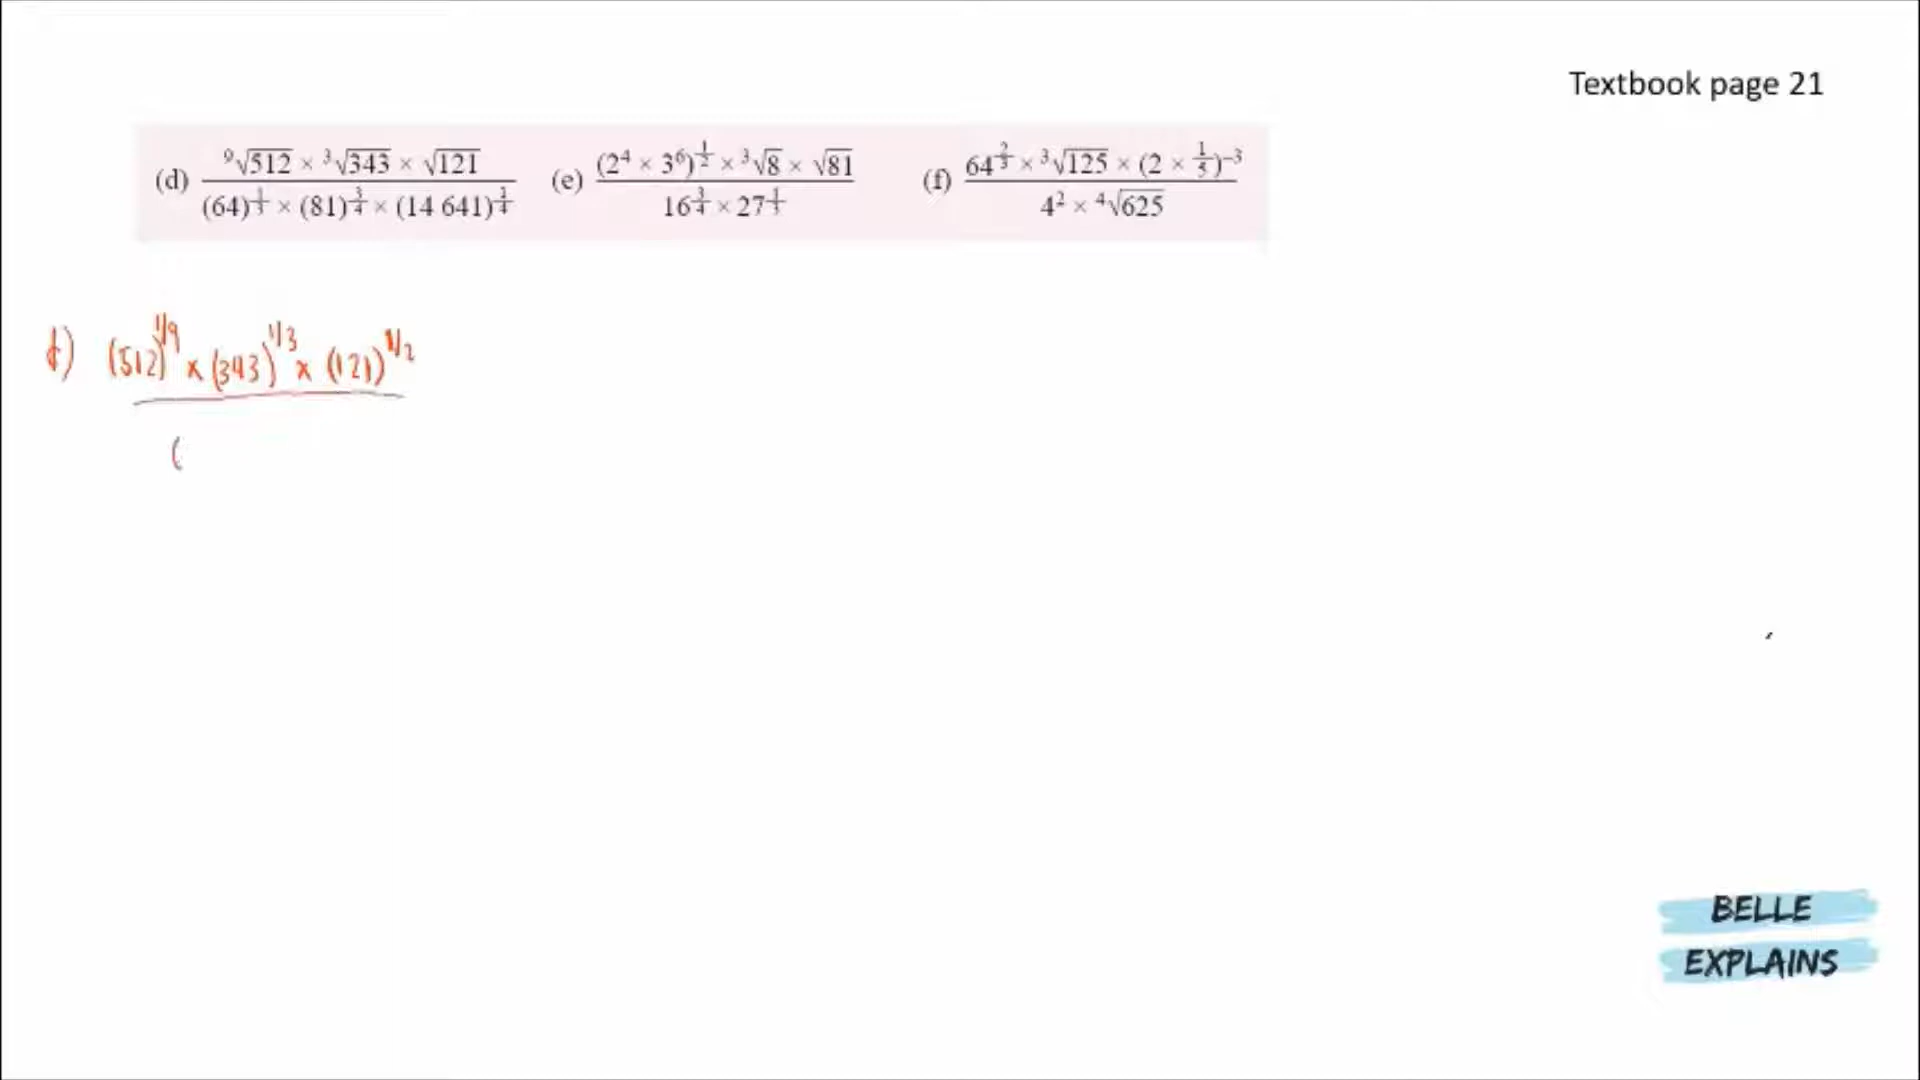 Textbook page 21
(d) ⁹√512 × ³√343 × √121 / (64)^1/3 × (81)^3/4 × (14 641)^1/4 (e) (2⁴ × 3⁶)^1/2 × ³√8 × √81 / 16^3/4 × 27^1/3 (f) 64^2/3 × ³√125 × (2 × 1/5)^–3 / 4² × ⁴√625
d) (512)^1/9 × (343)^1/3 × (121)^1/2
(
BELLE
EXPLAINS